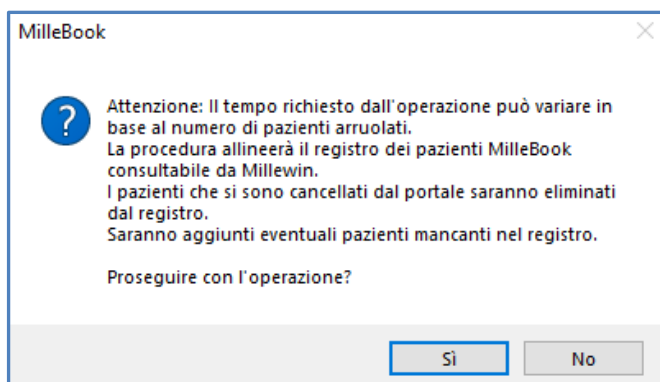 MilleBook
Attenzione: Il tempo richiesto dall'operazione può variare in
base al numero di pazienti arruolati.
La procedura allineerà il registro dei pazienti MilleBook
consultabile da Millewin.
I pazienti che si sono cancellati dal portale saranno eliminati
dal registro.
Saranno aggiunti eventuali pazienti mancanti nel registro.
Proseguire con l'operazione?
Sì
No